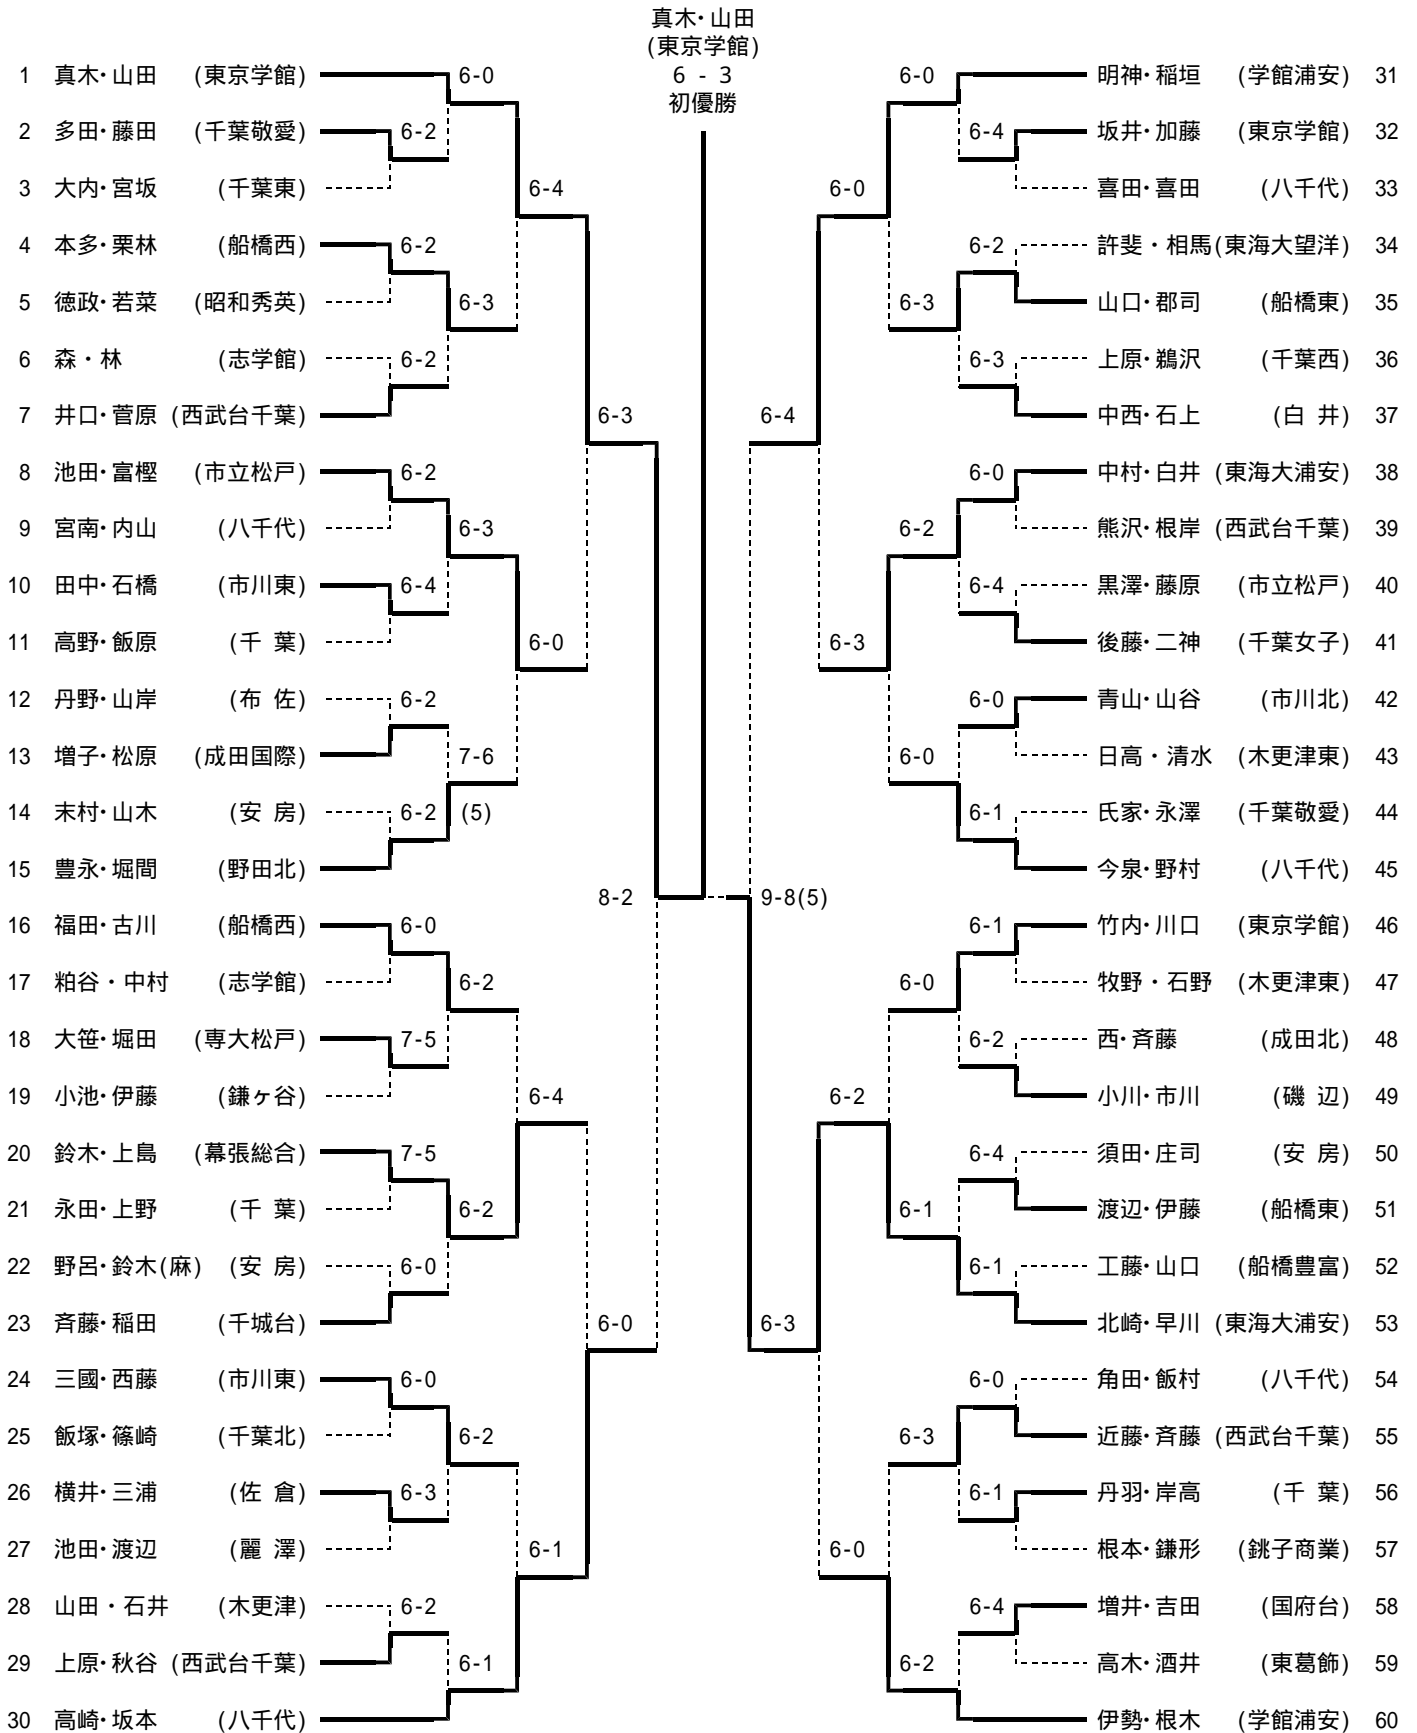 真木・山田
(東京学館)
6 - 3
初優勝
1 真木・山田 (東京学館) 6-0
2 多田・藤田 (千葉敬愛) 6-2
3 大内・宮坂 (千葉東) 6-4
4 本多・栗林 (船橋西) 6-2
5 徳政・若菜 (昭和秀英) 6-3
6 森・林 (志学館) 6-2
7 井口・菅原 (西武台千葉) 6-3
8 池田・富樫 (市立松戸) 6-2
9 宮南・内山 (八千代) 6-3
10 田中・石橋 (市川東) 6-4
11 高野・飯原 (千 葉) 6-0
12 丹野・山岸 (布 佐) 6-2
13 増子・松原 (成田国際) 7-6
14 末村・山木 (安 房) 6-2 (5)
15 豊永・堀間 (野田北)
8-2
16 福田・古川 (船橋西) 6-0
17 粕谷・中村 (志学館) 6-2
18 大笹・堀田 (専大松戸) 7-5
19 小池・伊藤 (鎌ヶ谷) 6-4
20 鈴木・上島 (幕張総合) 7-5
21 永田・上野 (千 葉) 6-2
22 野呂・鈴木(麻) (安 房) 6-0
23 斉藤・稲田 (千城台) 6-0
24 三國・西藤 (市川東) 6-0
25 飯塚・篠崎 (千葉北) 6-2
26 横井・三浦 (佐 倉) 6-3
27 池田・渡辺 (麗 澤) 6-1
28 山田・石井 (木更津) 6-2
29 上原・秋谷 (西武台千葉) 6-1
30 高崎・坂本 (八千代)
6-0 明神・稲垣 (学館浦安) 31
6-4 坂井・加藤 (東京学館) 32
6-0 喜田・喜田 (八千代) 33
6-2 許斐・相馬(東海大望洋) 34
6-3 山口・郡司 (船橋東) 35
6-3 上原・鵜沢 (千葉西) 36
6-4 中西・石上 (白 井) 37
6-0 中村・白井 (東海大浦安) 38
6-2 熊沢・根岸 (西武台千葉) 39
6-4 黒澤・藤原 (市立松戸) 40
6-3 後藤・二神 (千葉女子) 41
6-0 青山・山谷 (市川北) 42
6-0 日高・清水 (木更津東) 43
6-1 氏家・永澤 (千葉敬愛) 44
今泉・野村 (八千代) 45
9-8(5)
6-1 竹内・川口 (東京学館) 46
6-0 牧野・石野 (木更津東) 47
6-2 西・斉藤 (成田北) 48
6-2 小川・市川 (磯 辺) 49
6-4 須田・庄司 (安 房) 50
6-1 渡辺・伊藤 (船橋東) 51
6-1 工藤・山口 (船橋豊富) 52
6-3 北崎・早川 (東海大浦安) 53
6-0 角田・飯村 (八千代) 54
6-3 近藤・斉藤 (西武台千葉) 55
6-1 丹羽・岸高 (千 葉) 56
6-0 根本・鎌形 (銚子商業) 57
6-4 増井・吉田 (国府台) 58
6-2 高木・酒井 (東葛飾) 59
伊勢・根木 (学館浦安) 60